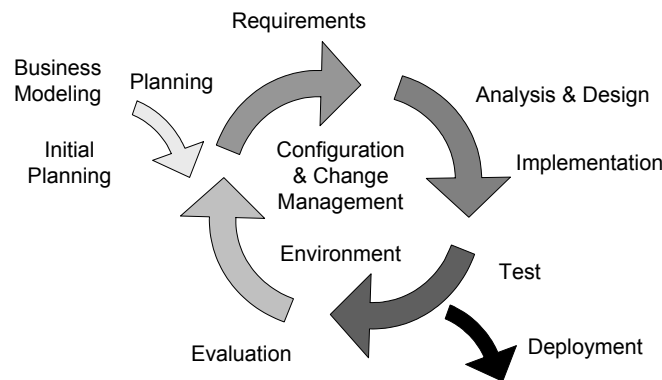 Requirements
Business
Modeling
Planning
Initial
Planning
Analysis & Design
Configuration
& Change
Management
Implementation
Environment
Test
Evaluation
Deployment